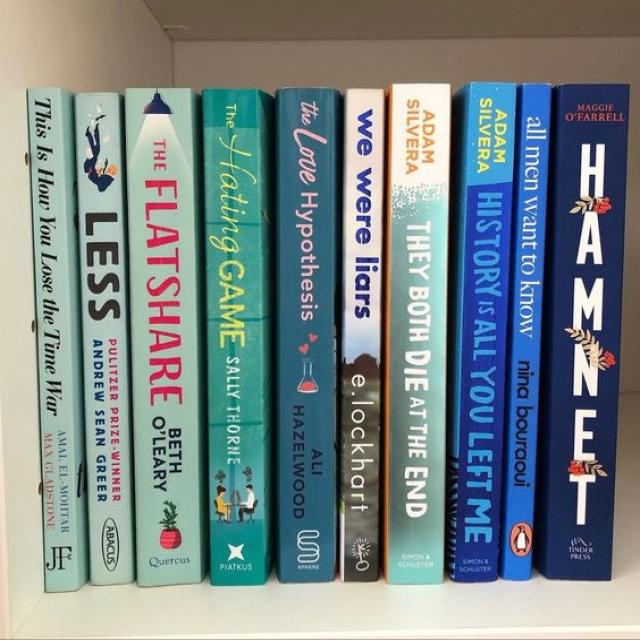 This Is How You Lose the Time War
AMAL EL-MOHTAR
MAX GLADSTONE
JF
LESS
PULITZER PRIZE-WINNER
ANDREW SEAN GREER
ABACUS
THE FLATSHARE
BETH
O'LEARY
Quercus
The Hating GAME
SALLY THORNE
PIATKUS
the Love Hypothesis
ALI
HAZELWOOD
SPHERE
we were liars
e. lockhart
ADAM
SILVERA
THEY BOTH DIE AT THE END
SIMON &
SCHUSTER
ADAM
SILVERA
HISTORY IS ALL YOU LEFT ME
SIMON &
SCHUSTER
all men want to know
nina bouraoui
MAGGIE
O'FARRELL
HAMNET
TINDER
PRESS